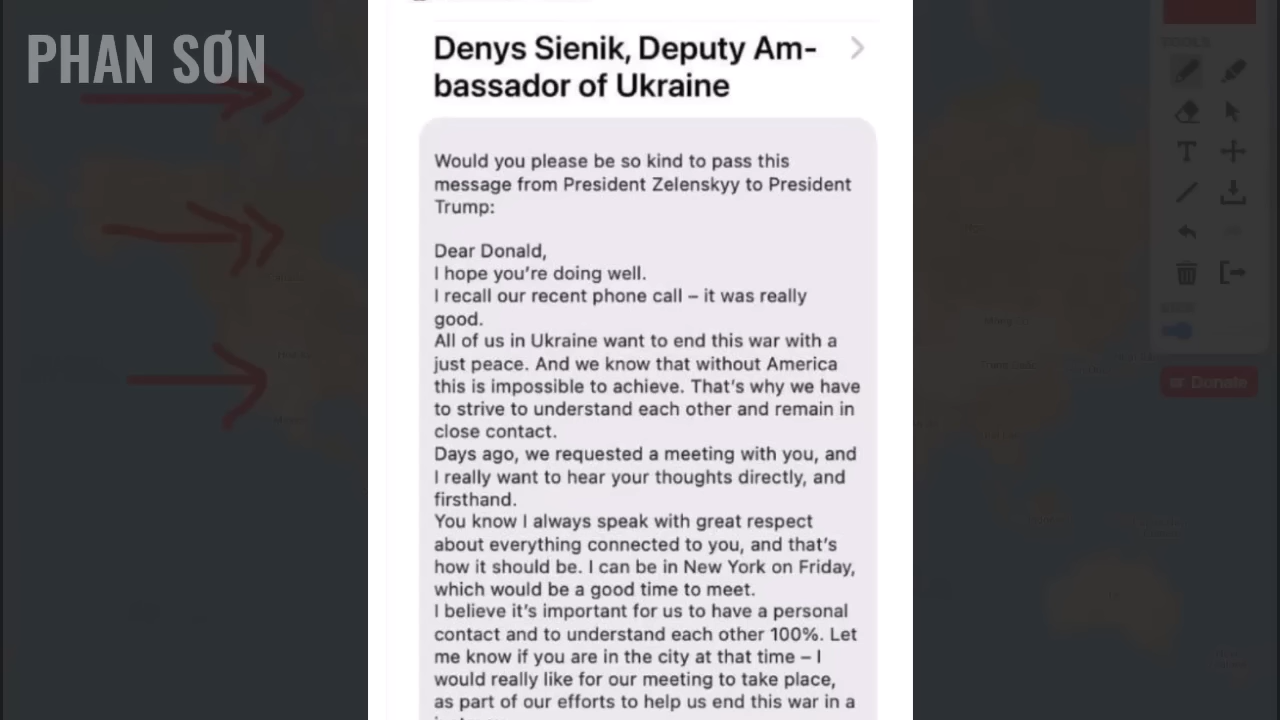 PHAN SƠN
Denys Sienik, Deputy Am-
bassador of Ukraine
Would you please be so kind to pass this
message from President Zelenskyy to President
Trump:
Dear Donald,
I hope you're doing well.
I recall our recent phone call – it was really
good.
All of us in Ukraine want to end this war with a
just peace. And we know that without America
this is impossible to achieve. That's why we have
to strive to understand each other and remain in
close contact.
Days ago, we requested a meeting with you, and
I really want to hear your thoughts directly, and
firsthand.
You know I always speak with great respect
about everything connected to you, and that's
how it should be. I can be in New York on Friday,
which would be a good time to meet.
I believe it's important for us to have a personal
contact and to understand each other 100%. Let
me know if you are in the city at that time – I
would really like for our meeting to take place,
as part of our efforts to help us end this war in a
Donate